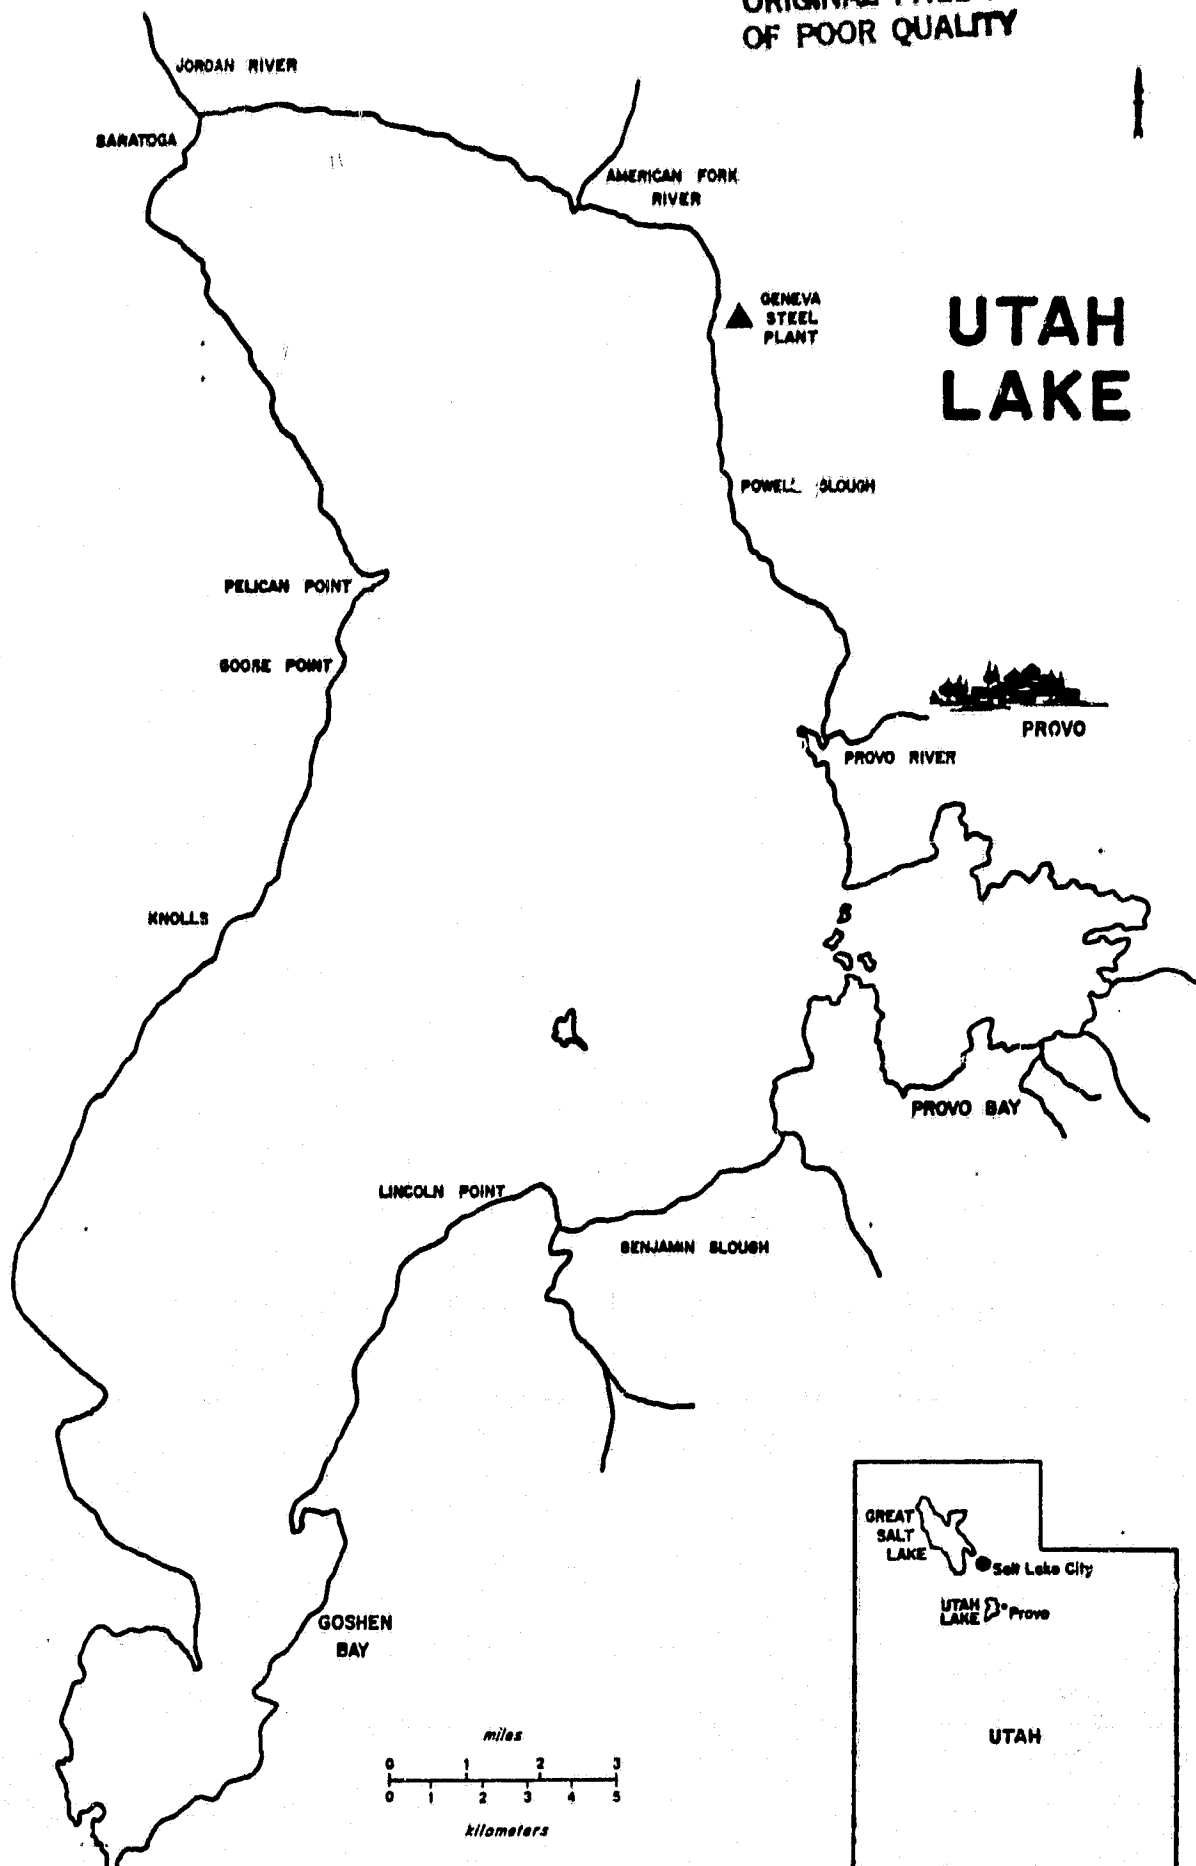 OF POOR QUALITY
JORDAN RIVER
SARATOGA
AMERICAN FORK
RIVER
GENEVA
STEEL
PLANT
UTAH
LAKE
POWELL SLOUGH
PELICAN POINT
GOOSE POINT
PROVO
PROVO RIVER
KNOLLS
PROVO BAY
LINCOLN POINT
BENJAMIN SLOUGH
GREAT
SALT
LAKE
Salt Lake City
UTAH
LAKE
Provo
GOSHEN
BAY
UTAH
miles
0 1 2 3
0 1 2 3 4 5
kilometers